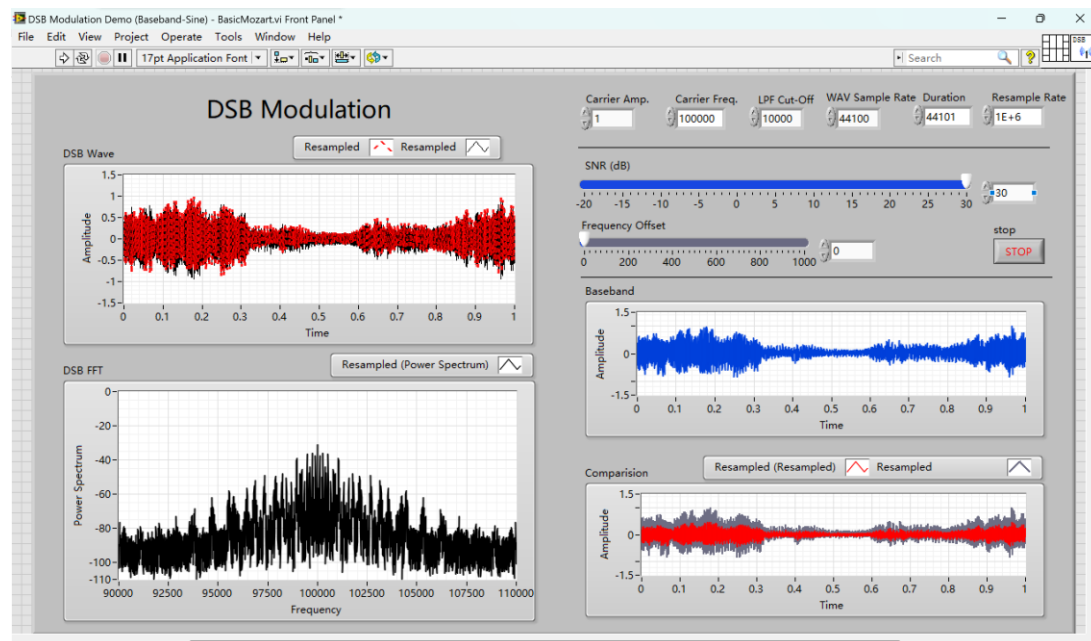 DSB Modulation Demo (Baseband-Sine) - BasicMozart.vi Front Panel *
File Edit View Project Operate Tools Window Help
17pt Application Font
Search
?
DSB
DSB Modulation
Carrier Amp. Carrier Freq. LPF Cut-Off WAV Sample Rate Duration Resample Rate
1 100000 10000 44100 44101 1E+6
SNR (dB)
-20 -15 -10 -5 0 5 10 15 20 25 30
30
Frequency Offset
0 200 400 600 800 1000
0
stop
STOP
DSB Wave
Resampled Resampled
1.5
1
0.5
0
-0.5
-1
-1.5
Amplitude
0 0.1 0.2 0.3 0.4 0.5 0.6 0.7 0.8 0.9 1
Time
DSB FFT
Resampled (Power Spectrum)
0
-20
-40
-60
-80
-100
-110
Power Spectrum
90000 92500 95000 97500 100000 102500 105000 107500 110000
Frequency
Baseband
1.5
0
-1.5
Amplitude
0 0.1 0.2 0.3 0.4 0.5 0.6 0.7 0.8 0.9 1
Time
Comparision
Resampled (Resampled) Resampled
1.5
0
-1.5
Amplitude
0 0.1 0.2 0.3 0.4 0.5 0.6 0.7 0.8 0.9 1
Time